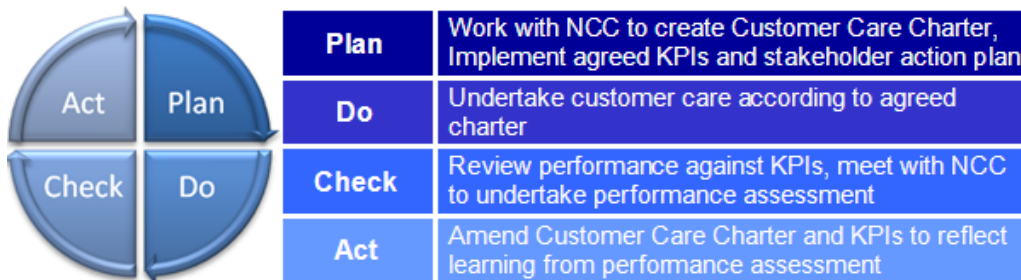 Act
Plan
Check
Do
Plan
Work with NCC to create Customer Care Charter,
Implement agreed KPIs and stakeholder action plan
Do
Undertake customer care according to agreed
charter
Check
Review performance against KPIs, meet with NCC
to undertake performance assessment
Act
Amend Customer Care Charter and KPIs to reflect
learning from performance assessment